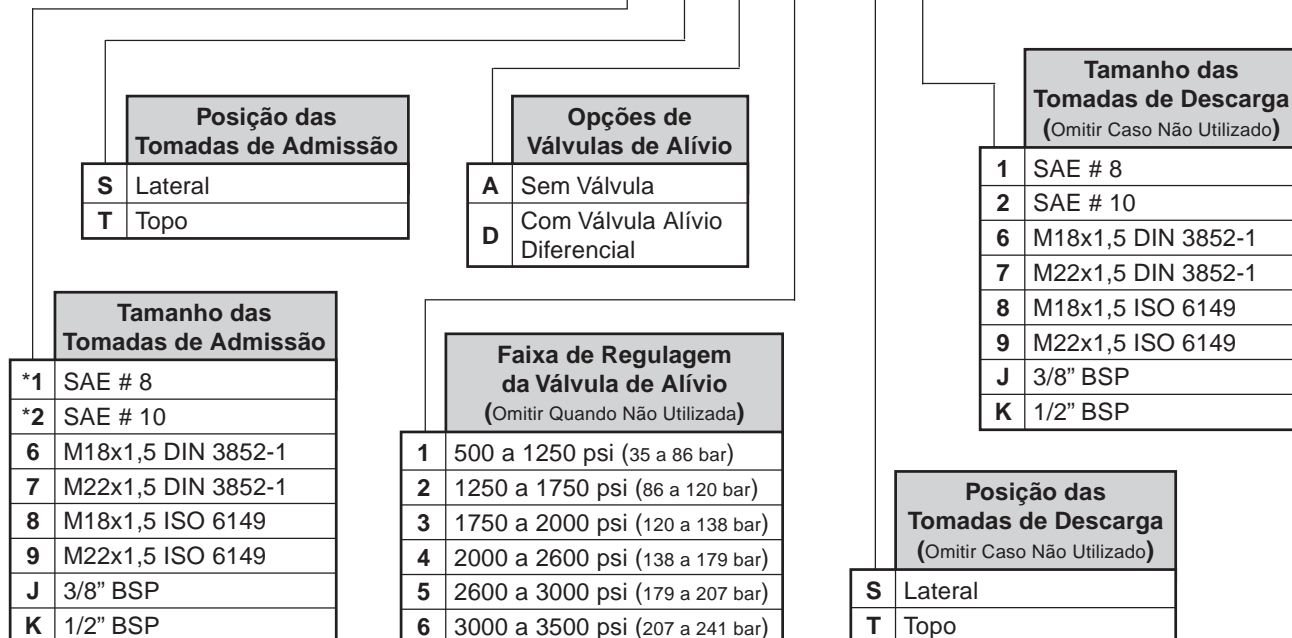 Posição das
Tomadas de Admissão
S Lateral
T Topo
Opções de
Válvulas de Alívio
A Sem Válvula
D Com Válvula Alívio
Diferencial
Tamanho das
Tomadas de Descarga
(Omitir Caso Não Utilizado)
1 SAE # 8
2 SAE # 10
6 M18x1,5 DIN 3852-1
7 M22x1,5 DIN 3852-1
8 M18x1,5 ISO 6149
9 M22x1,5 ISO 6149
J 3/8” BSP
K 1/2” BSP
Tamanho das
Tomadas de Admissão
*1 SAE # 8
*2 SAE # 10
6 M18x1,5 DIN 3852-1
7 M22x1,5 DIN 3852-1
8 M18x1,5 ISO 6149
9 M22x1,5 ISO 6149
J 3/8” BSP
K 1/2” BSP
Faixa de Regulagem
da Válvula de Alívio
(Omitir Quando Não Utilizada)
1 500 a 1250 psi (35 a 86 bar)
2 1250 a 1750 psi (86 a 120 bar)
3 1750 a 2000 psi (120 a 138 bar)
4 2000 a 2600 psi (138 a 179 bar)
5 2600 a 3000 psi (179 a 207 bar)
6 3000 a 3500 psi (207 a 241 bar)
Posição das
Tomadas de Descarga
(Omitir Caso Não Utilizado)
S Lateral
T Topo